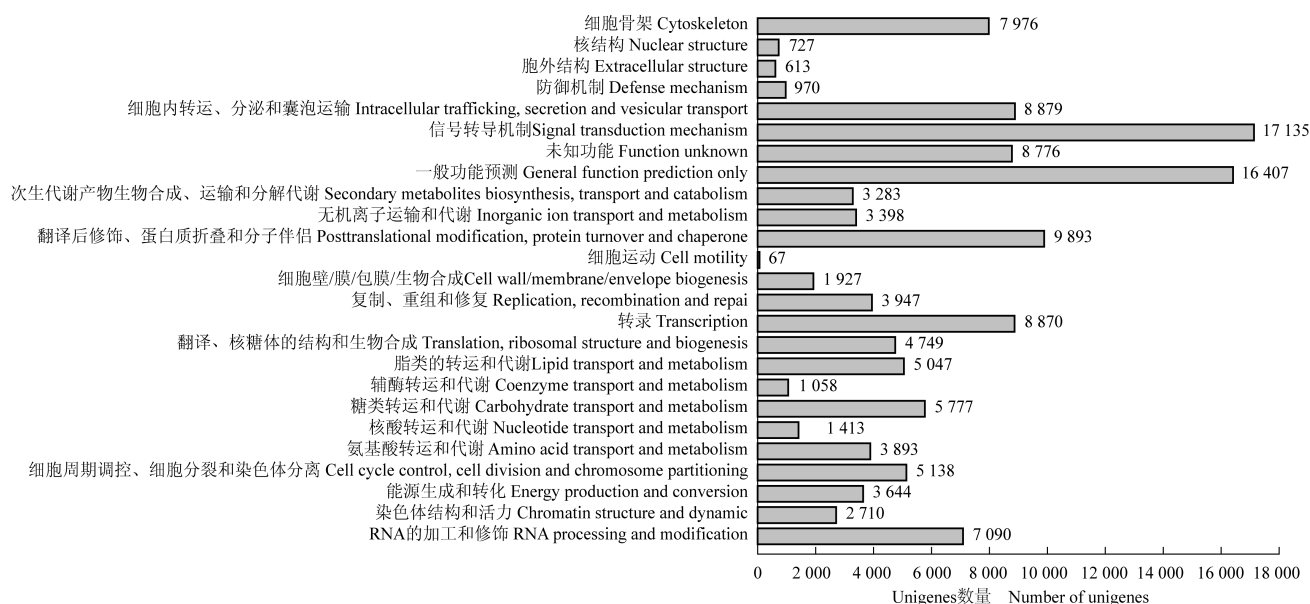 细胞骨架 Cytoskeleton 7 976
核结构 Nuclear structure 727
胞外结构 Extracellular structure 613
防御机制 Defense mechanism 970
细胞内转运、分泌和囊泡运输 Intracellular trafficking, secretion and vesicular transport 8 879
信号转导机制Signal transduction mechanism 17 135
未知功能 Function unknown 8 776
一般功能预测 General function prediction only 16 407
次生代谢产物生物合成、运输和分解代谢 Secondary metabolites biosynthesis, transport and catabolism 3 283
无机离子运输和代谢 Inorganic ion transport and metabolism 3 398
翻译后修饰、蛋白质折叠和分子伴侣 Posttranslational modification, protein turnover and chaperone 9 893
细胞运动 Cell motility 67
细胞壁/膜/包膜/生物合成Cell wall/membrane/envelope biogenesis 1 927
复制、重组和修复 Replication, recombination and repai 3 947
转录 Transcription 8 870
翻译、核糖体的结构和生物合成 Translation, ribosomal structure and biogenesis 4 749
脂类的转运和代谢Lipid transport and metabolism 5 047
辅酶转运和代谢 Coenzyme transport and metabolism 1 058
糖类转运和代谢 Carbohydrate transport and metabolism 5 777
核酸转运和代谢 Nucleotide transport and metabolism 1 413
氨基酸转运和代谢 Amino acid transport and metabolism 3 893
细胞周期调控、细胞分裂和染色体分离 Cell cycle control, cell division and chromosome partitioning 5 138
能源生成和转化 Energy production and conversion 3 644
染色体结构和活力 Chromatin structure and dynamic 2 710
RNA的加工和修饰 RNA processing and modification 7 090
0 2 000 4 000 6 000 8 000 10 000 12 000 14 000 16 000 18 000
Unigenes数量 Number of unigenes